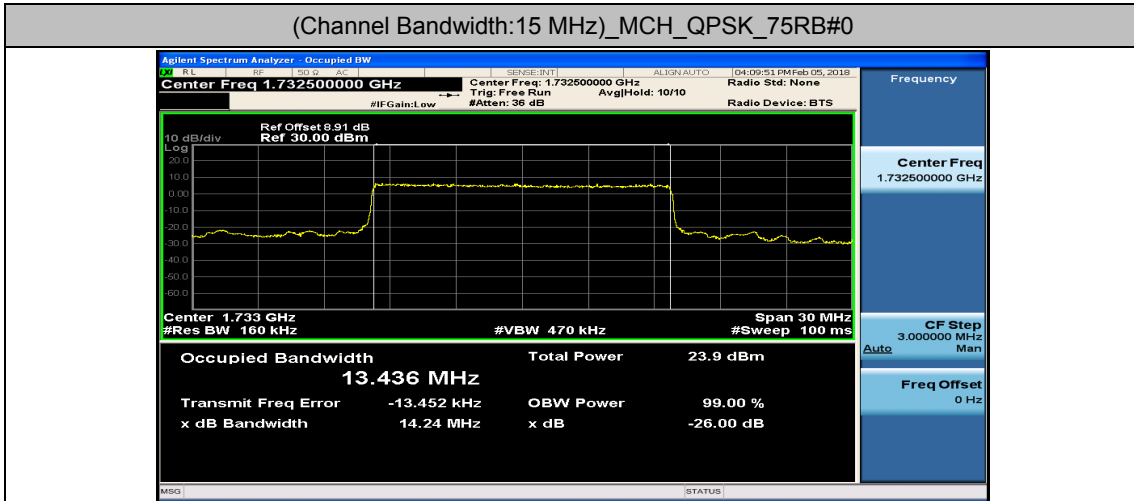 (Channel Bandwidth:15 MHz)_MCH_QPSK_75RB#0
Agilent Spectrum Analyzer - Occupied BW
LXI RL RF 50 Ω AC SENSE:INT ALIGN AUTO 04:09:51 PM Feb 05, 2018
Center Freq 1.732500000 GHz
Center Freq: 1.732500000 GHz
Radio Std: None
Trig: Free Run Avg|Hold: 10/10
#IFGain:Low
#Atten: 36 dB
Radio Device: BTS
Frequency
Ref Offset 8.91 dB
10 dB/div Ref 30.00 dBm
Log
20.0
10.0
0.00
-10.0
-20.0
-30.0
-40.0
-50.0
-60.0
Center Freq
1.732500000 GHz
Center 1.733 GHz Span 30 MHz
#Res BW 160 kHz #VBW 470 kHz #Sweep 100 ms
CF Step
3.000000 MHz
Auto Man
Occupied Bandwidth Total Power 23.9 dBm
13.436 MHz
Freq Offset
0 Hz
Transmit Freq Error -13.452 kHz OBW Power 99.00 %
x dB Bandwidth 14.24 MHz x dB -26.00 dB
MSG STATUS